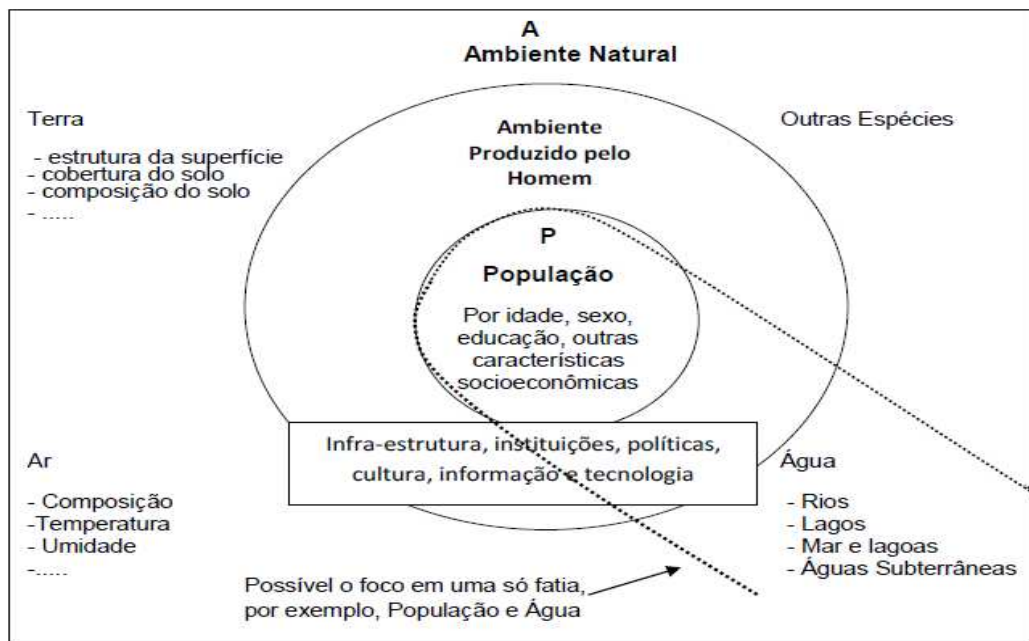 A
Ambiente Natural
Terra
- estrutura da superfície
- cobertura do solo
- composição do solo
- .....
Outras Espécies
Ambiente
Produzido pelo
Homem
P
População
Por idade, sexo,
educação, outras
características
socioeconômicas
Infra-estrutura, instituições, políticas,
cultura, informação e tecnologia
Ar
- Composição
-Temperatura
- Umidade
-.....
Água
- Rios
- Lagos
- Mar e lagoas
- Águas Subterrâneas
Possível o foco em uma só fatia,
por exemplo, População e Água